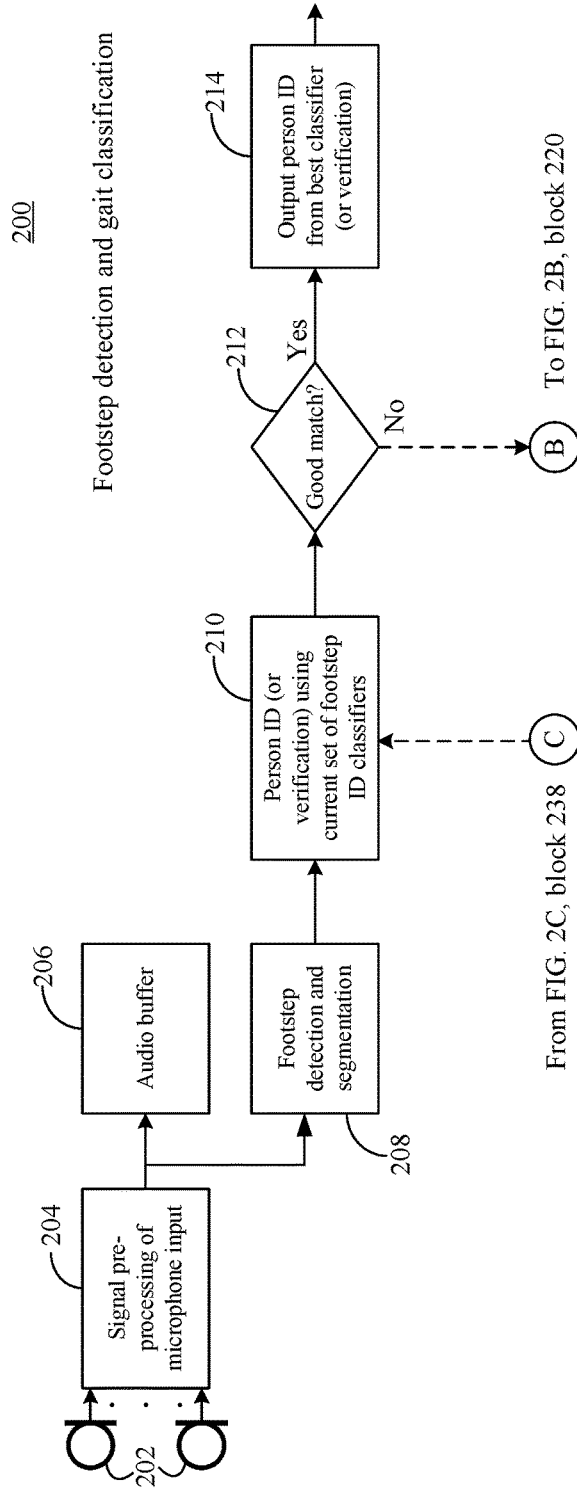 200
Footstep detection and gait classification
202
204
Signal pre-
processing of
microphone input
206
Audio buffer
208
Footstep
detection and
segmentation
210
Person ID (or
verification) using
current set of footstep
ID classifiers
212
Good match?
Yes
No
214
Output person ID
from best classifier
(or verification)
C
From FIG. 2C, block 238
B
To FIG. 2B, block 220